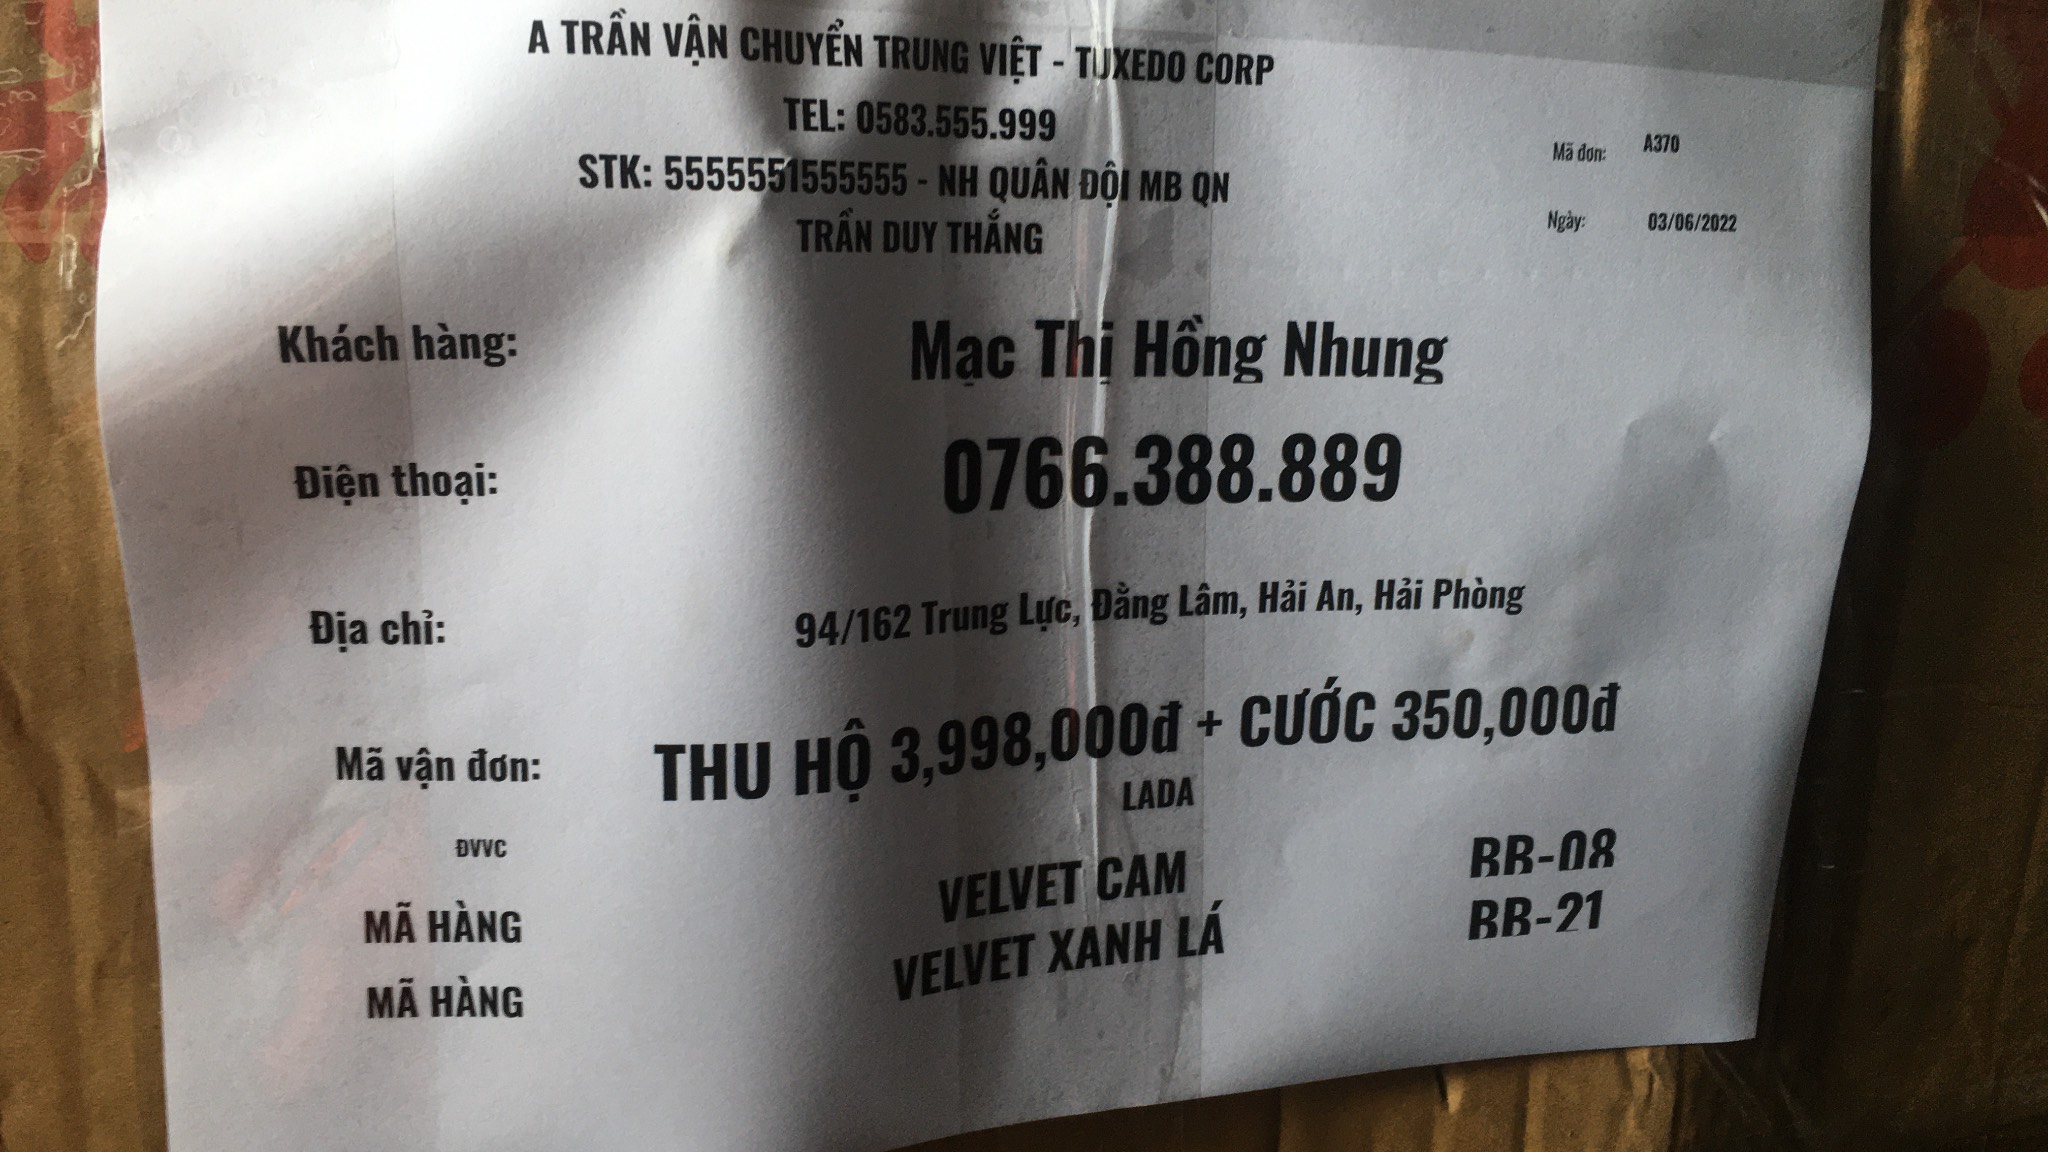 A TRẦN VẬN CHUYỂN TRUNG VIỆT - TUXEDO CORP
TEL: 0583.555.999
STK: 5555551555555 - NH QUÂN ĐỘI MB QN
TRẦN DUY THẮNG
Mã đơn: A370
Ngày: 03/06/2022
Khách hàng: Mạc Thị Hồng Nhung
Điện thoại: 0766.388.889
Địa chỉ: 94/162 Trung Lực, Đằng Lâm, Hải An, Hải Phòng
Mã vận đơn: THU HỘ 3,998,000đ + CƯỚC 350,000đ
ĐVVC LADA
MÃ HÀNG VELVET CAM BB-08
MÃ HÀNG VELVET XANH LÁ BB-21